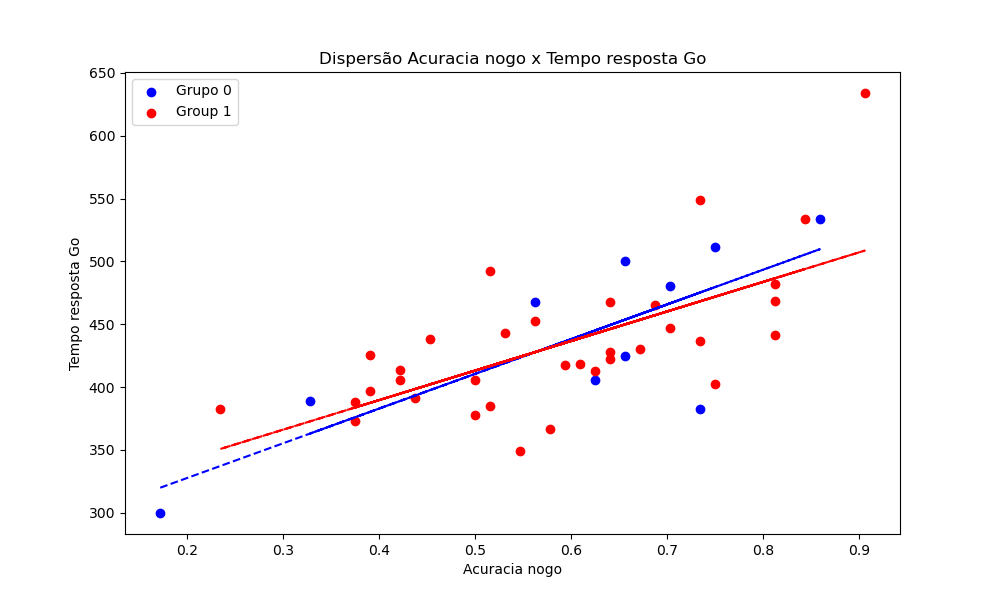 Dispersão Acuracia nogo x Tempo resposta Go
Grupo 0
Group 1
Tempo resposta Go
650
600
550
500
450
400
350
300
0.2 0.3 0.4 0.5 0.6 0.7 0.8 0.9
Acuracia nogo